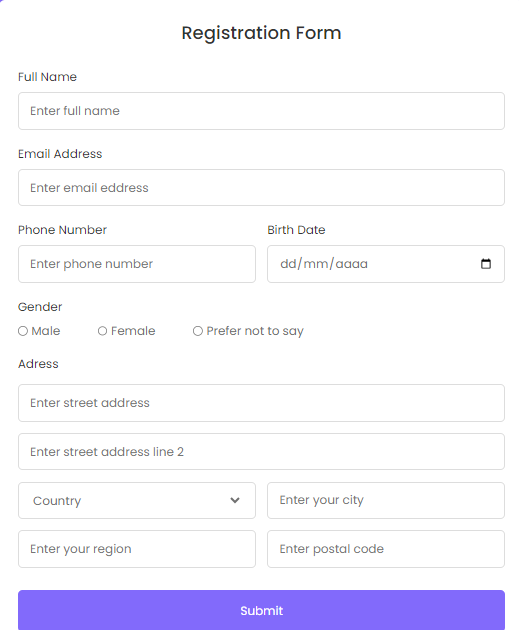 Registration Form
Full Name
Enter full name
Email Address
Enter email eddress
Phone Number Birth Date
Enter phone number dd/mm/aaaa
Gender
Male Female Prefer not to say
Adress
Enter street address
Enter street address line 2
Country Enter your city
Enter your region Enter postal code
Submit